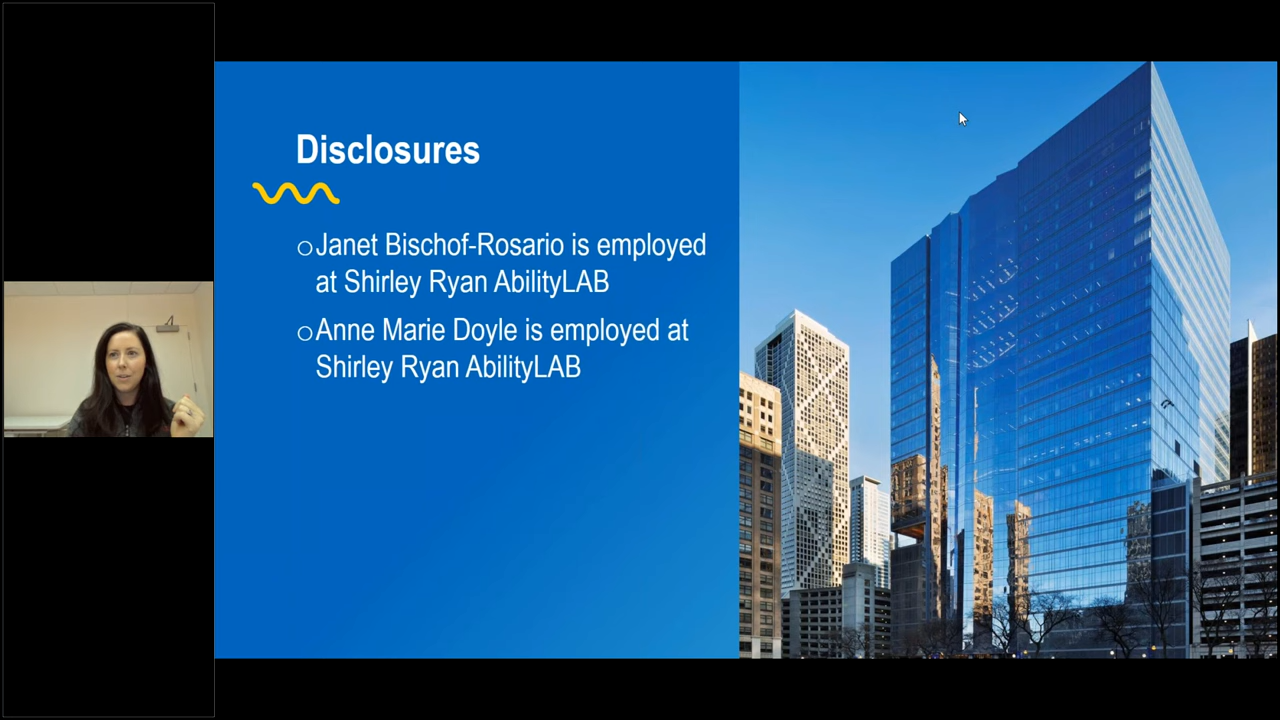 Disclosures
Janet Bischof-Rosario is employed
at Shirley Ryan AbilityLAB
Anne Marie Doyle is employed at
Shirley Ryan AbilityLAB